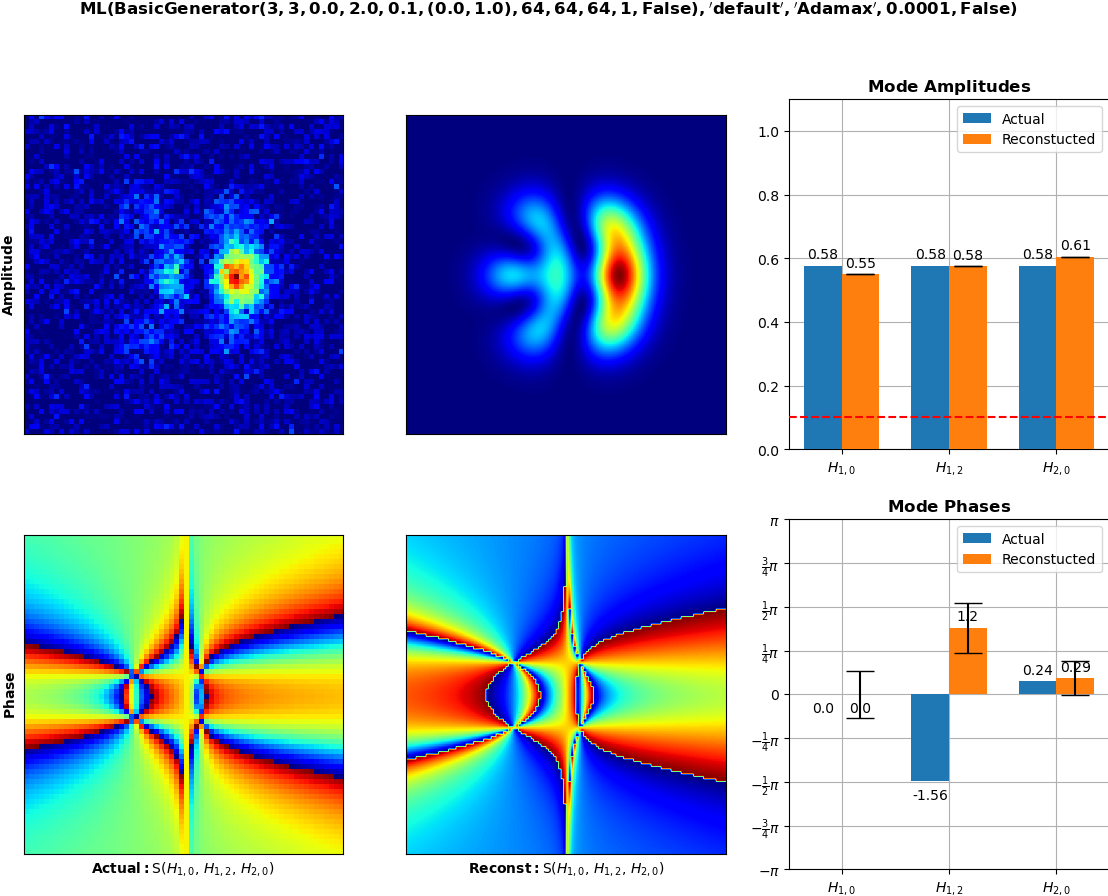 ML(BasicGenerator(3, 3, 0.0, 2.0, 0.1, (0.0, 1.0), 64, 64, 64, 1, False), ′default′, ′Adamax′, 0.0001, False)
Amplitude
Mode Amplitudes
Actual
Reconstucted
1.0
0.8
0.6
0.4
0.2
0.0
0.58
0.55
0.58
0.58
0.58
0.61
H₁,₀
H₁,₂
H₂,₀
Phase
Actual: S(H₁,₀, H₁,₂, H₂,₀)
Reconst: S(H₁,₀, H₁,₂, H₂,₀)
Mode Phases
Actual
Reconstucted
π
3/4π
1/2π
1/4π
0
−1/4π
−1/2π
−3/4π
−π
0.0
0.0
-1.56
1.2
0.24
0.29
H₁,₀
H₁,₂
H₂,₀